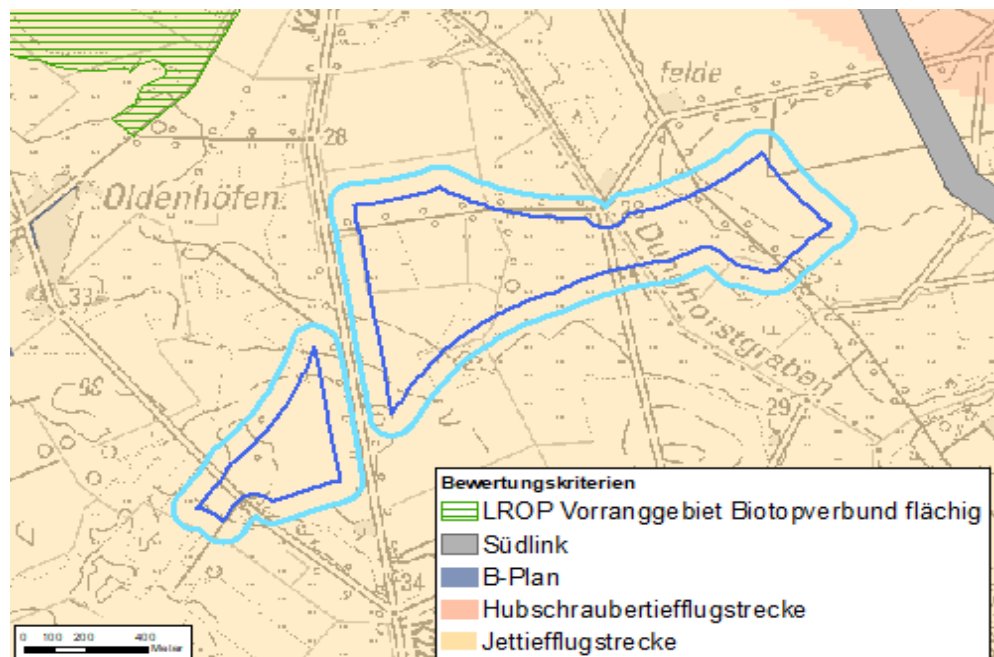 felde
28
Oldenhöfen.
33
29
34
Bewertungskriterien
LROP Vorranggebiet Biotopverbund flächig
Südlink
B-Plan
Hubschraubertiefflugstrecke
Jettiefflugstrecke
0 100 200 400
Meter